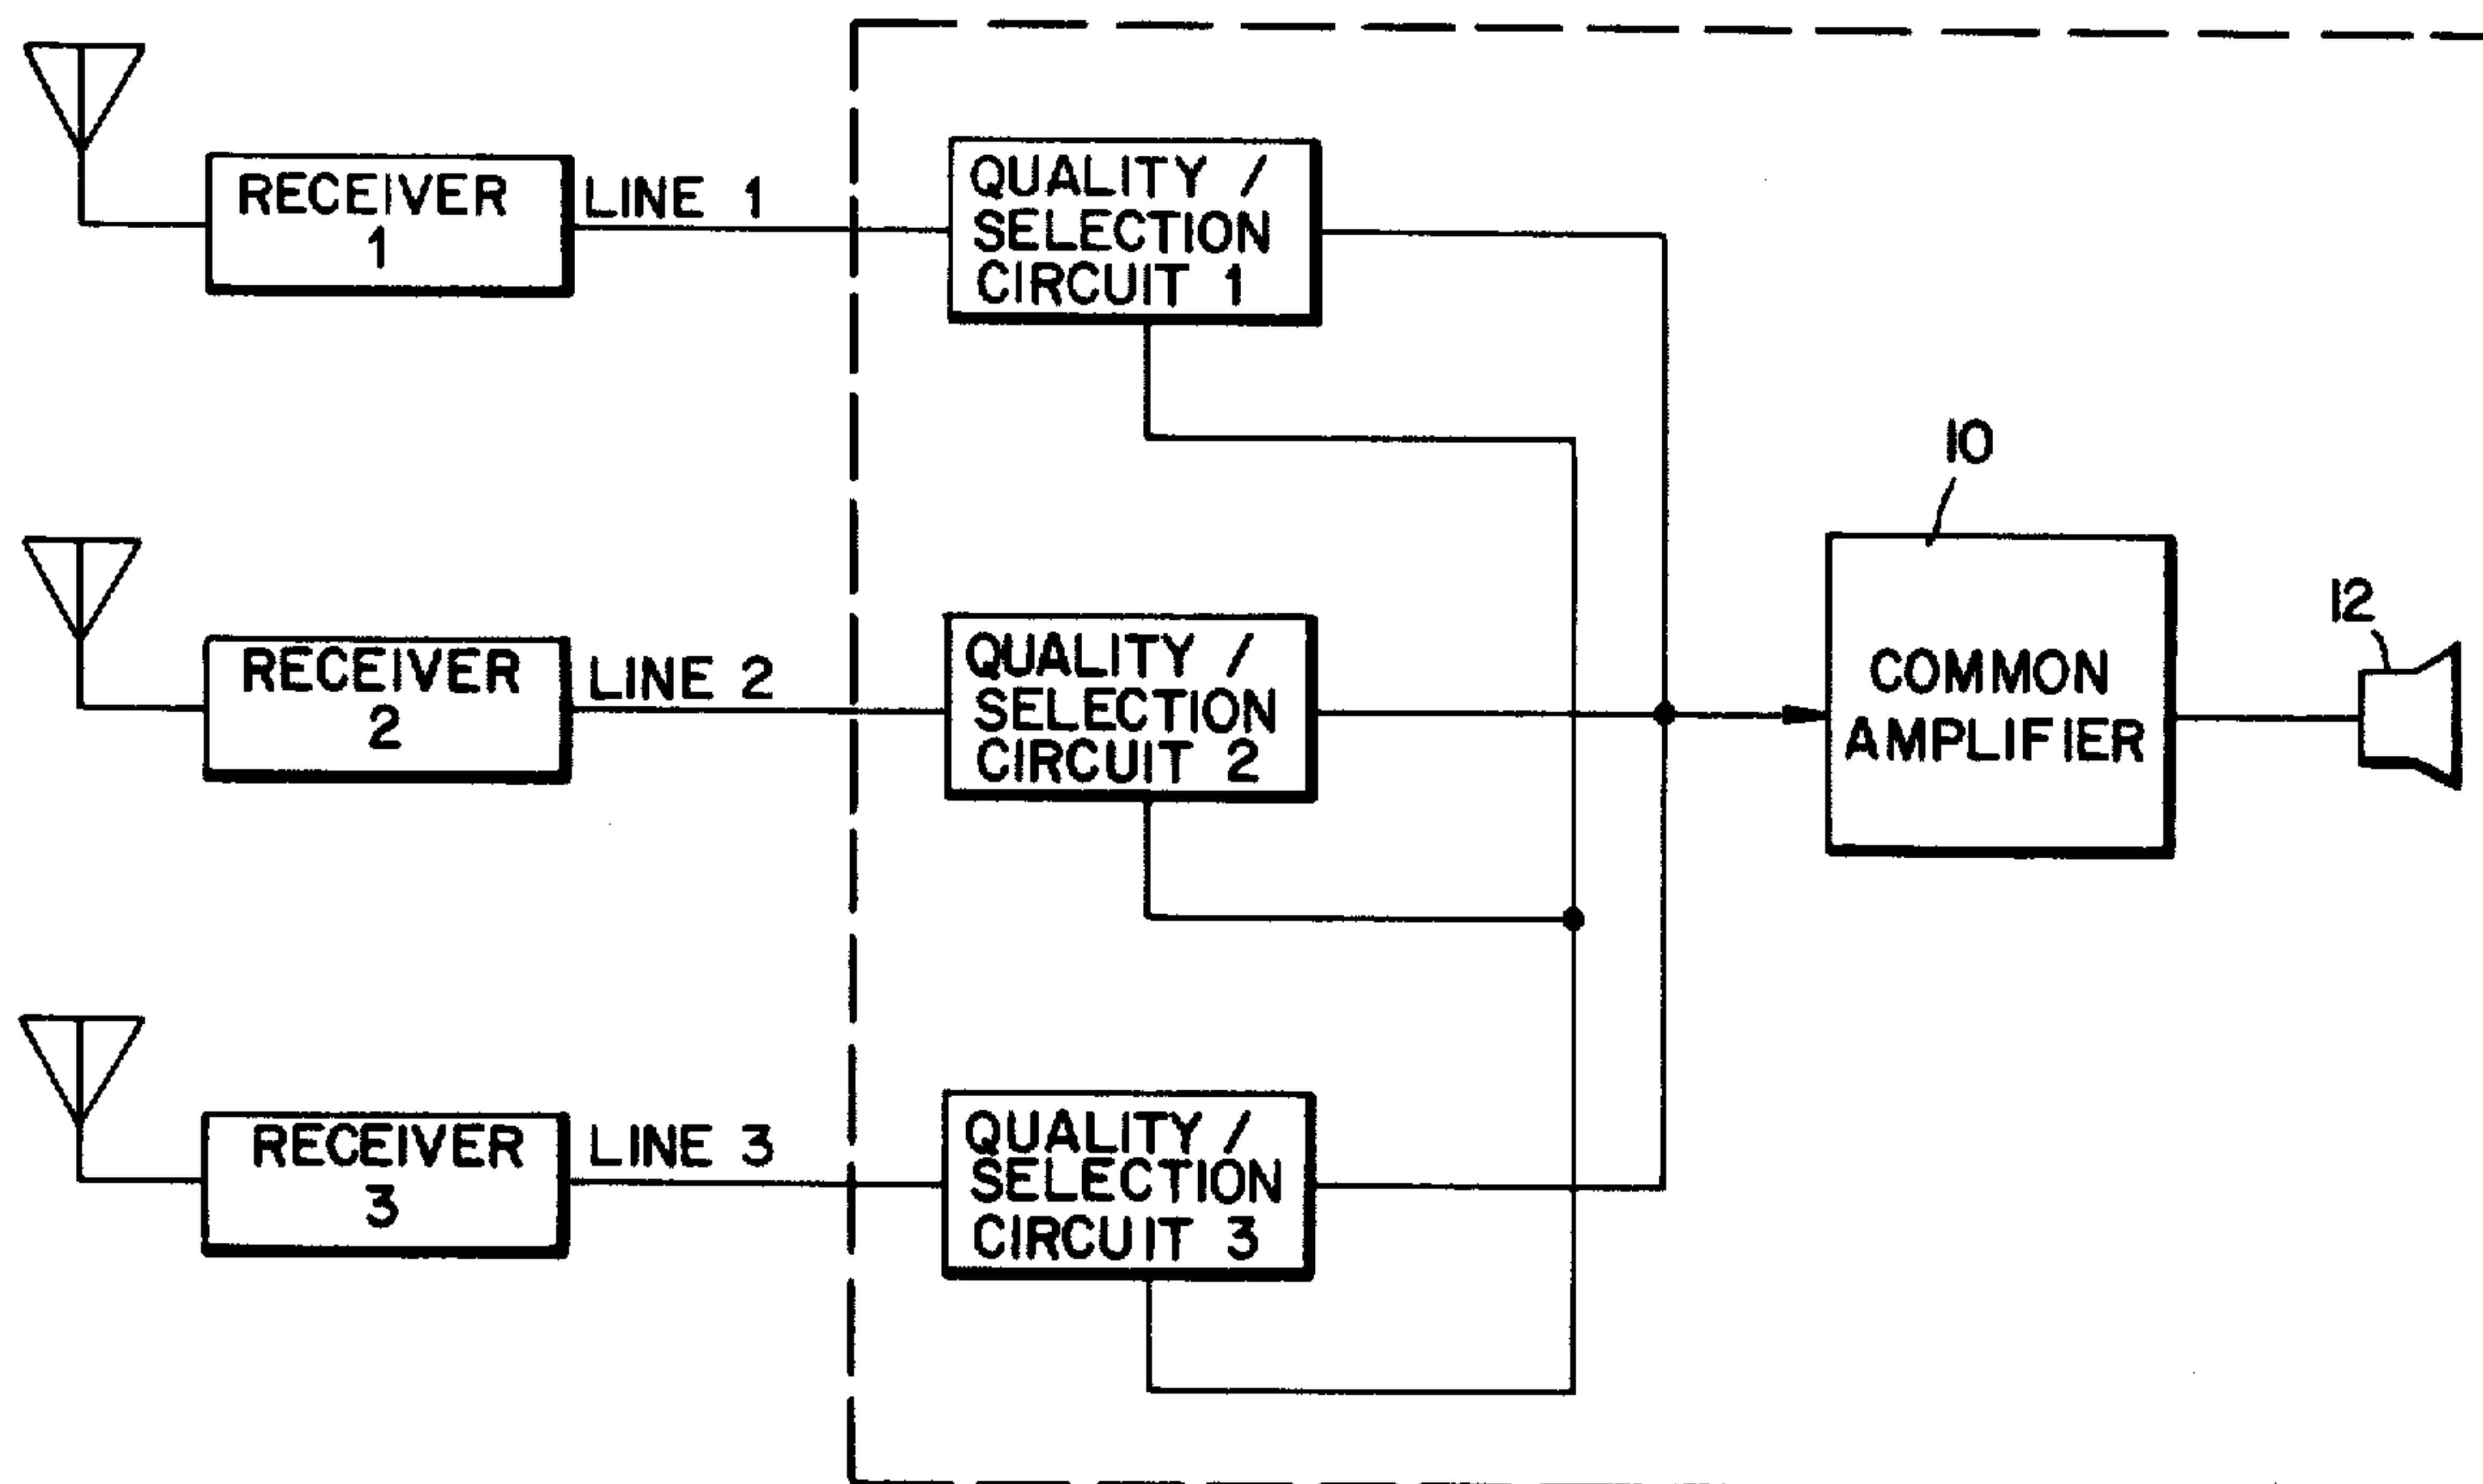 RECEIVER
1
LINE 1
QUALITY /
SELECTION
CIRCUIT 1
RECEIVER
2
LINE 2
QUALITY /
SELECTION
CIRCUIT 2
10
COMMON
AMPLIFIER
12
RECEIVER
3
LINE 3
QUALITY /
SELECTION
CIRCUIT 3